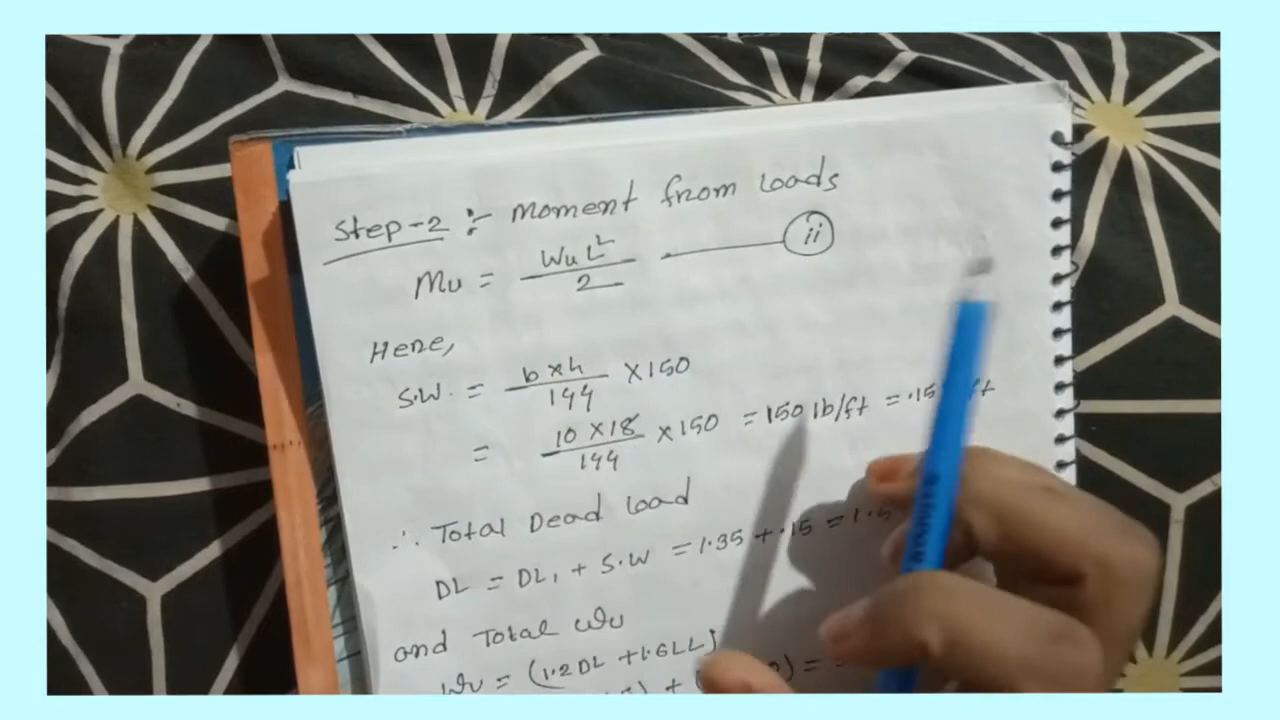 Step-2 :- Moment from Loads
Mu = WuL²/2 ——— (ii)
Here,
S.W. = b×h/144 ×150
= 10×18/144 ×150 = 150 lb/ft = .15
∴ Total Dead Load
DL = DL₁ + S.W = 1.35 + .15 = 1.5
and Total Wu
Wu = (1.2DL + 1.6LL)